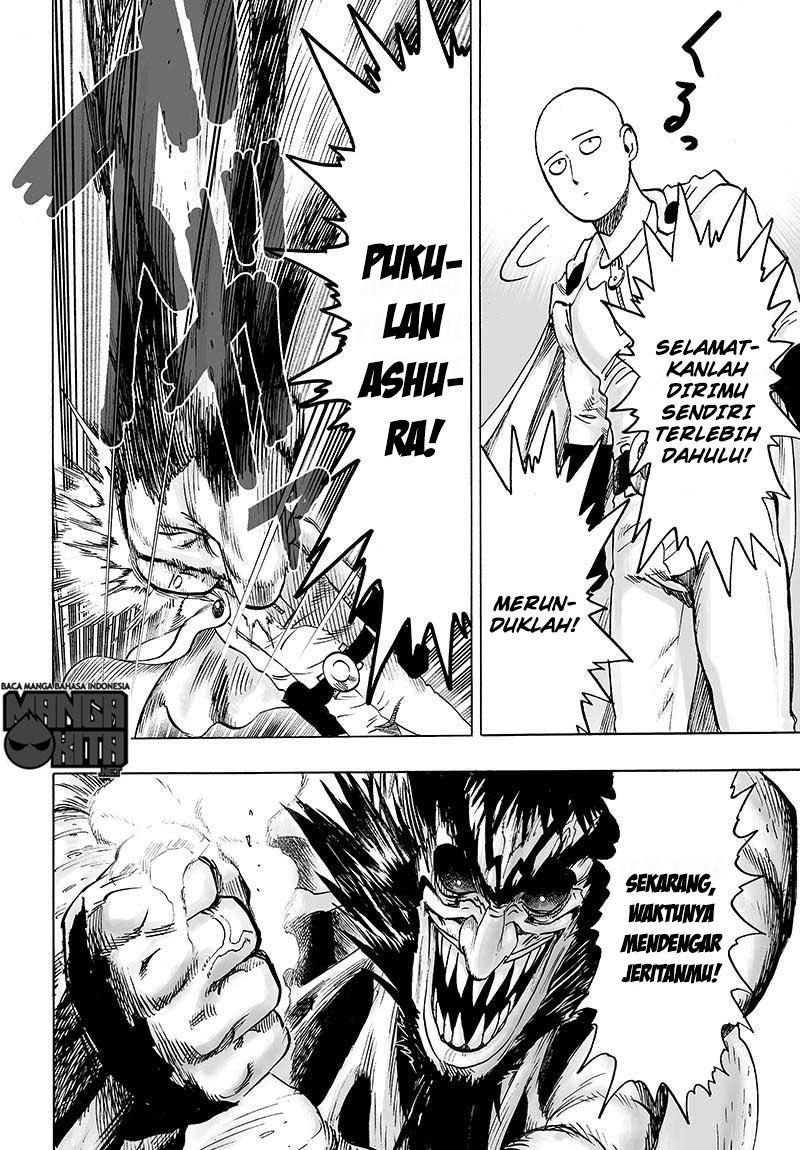 くるっ
SELAMAT-
KANLAH
DIRIMU
SENDIRI
TERLEBIH
DAHULU!
MERUN-
DUKLAH!
PUKU-
LAN
ASHU-
RA!
BACA MANGA BAHASA INDONESIA
MANGA
KITA
SEKARANG,
WAKTUNYA
MENDENGAR
JERITANMU!